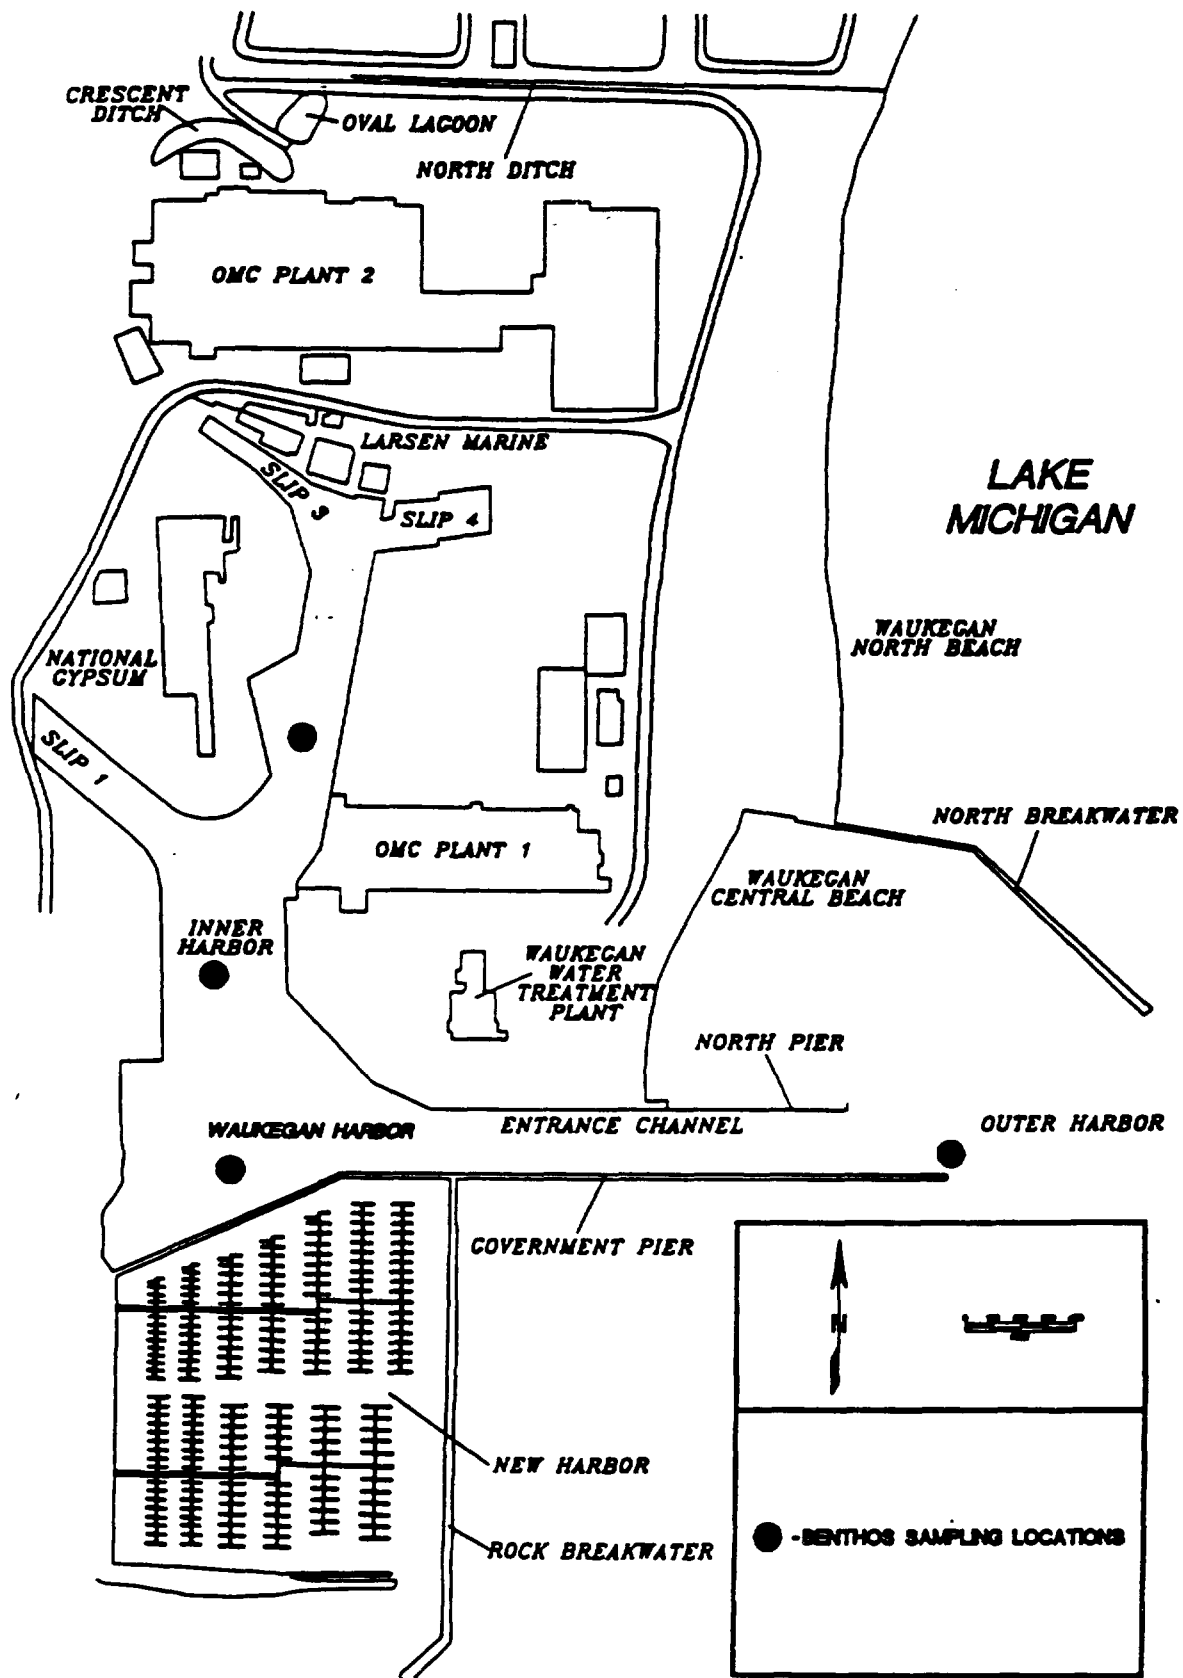 CRESCENT
DITCH
OVAL LAGOON
NORTH DITCH
OMC PLANT 2
LARSEN MARINE
SLIP 3
SLIP 4
LAKE
MICHIGAN
WAUKEGAN
NORTH BEACH
NATIONAL
GYPSUM
SLIP 1
NORTH BREAKWATER
OMC PLANT 1
WAUKEGAN
CENTRAL BEACH
INNER
HARBOR
WAUKEGAN
WATER
TREATMENT
PLANT
NORTH PIER
WAUKEGAN HARBOR
ENTRANCE CHANNEL
OUTER HARBOR
GOVERNMENT PIER
N
NEW HARBOR
-BENTHOS SAMPLING LOCATIONS
ROCK BREAKWATER